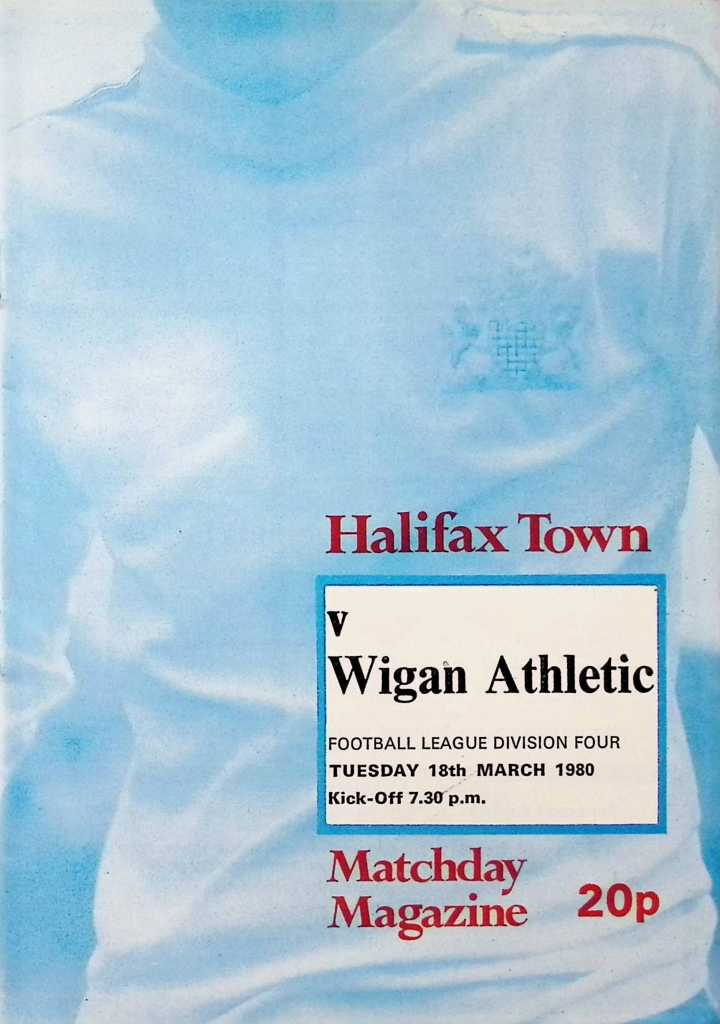 Halifax Town
v
Wigan Athletic
FOOTBALL LEAGUE DIVISION FOUR
TUESDAY 18th MARCH 1980
Kick-Off 7.30 p.m.
Matchday
Magazine 20p